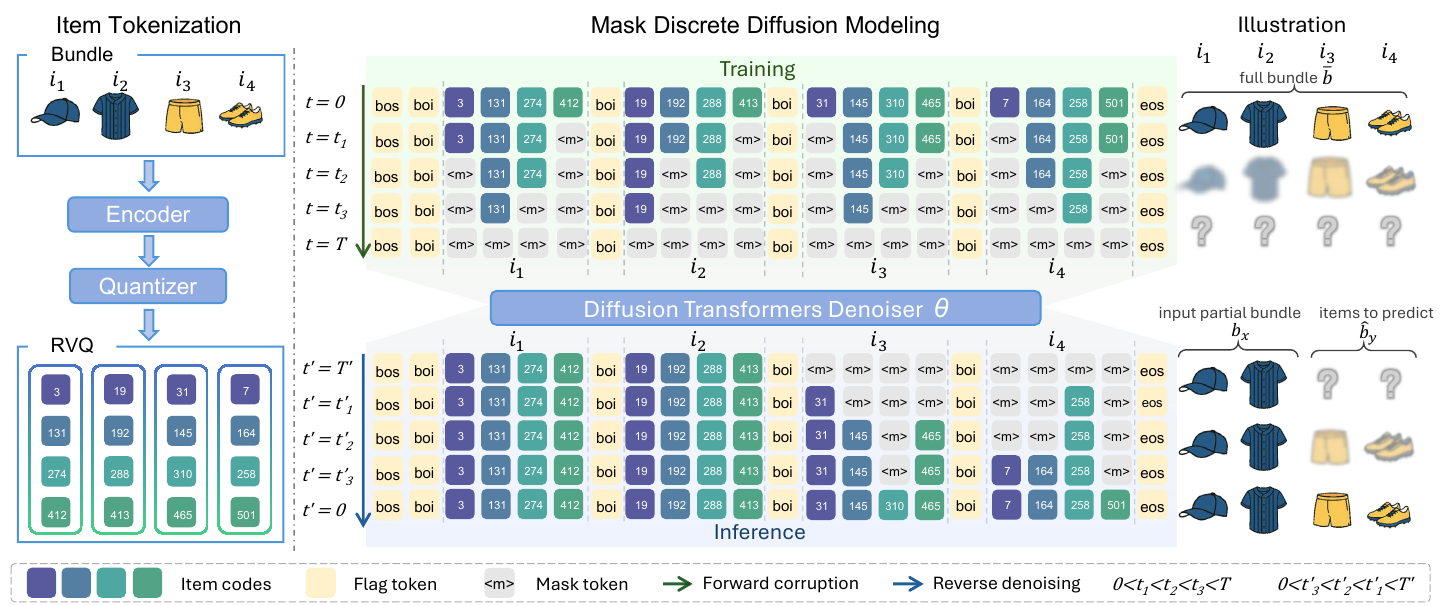 Item Tokenization
Mask Discrete Diffusion Modeling
Illustration
Bundle
i₁ i₂ i₃ i₄
Encoder
Quantizer
RVQ
3 19 31 7
131 192 145 164
274 288 310 258
412 413 465 501
Training
t = 0 bos boi 3 131 274 412 boi 19 192 288 413 boi 31 145 310 465 boi 7 164 258 501 eos
t = t₁ bos boi 3 131 274 <m> boi 19 192 288 <m> boi <m> 145 310 465 boi <m> 164 258 501 eos
t = t₂ bos boi <m> 131 274 <m> boi 19 <m> 288 <m> boi <m> 145 310 <m> boi <m> 164 258 <m> eos
t = t₃ bos boi <m> 131 <m> <m> boi 19 <m> <m> <m> boi <m> 145 <m> <m> boi <m> <m> 258 <m> eos
t = T bos boi <m> <m> <m> <m> boi <m> <m> <m> <m> boi <m> <m> <m> <m> boi <m> <m> <m> <m> eos
i₁ i₂ i₃ i₄
Diffusion Transformers Denoiser θ
i₁ i₂ i₃ i₄
t′ = T′ bos boi 3 131 274 412 boi 19 192 288 413 boi <m> <m> <m> <m> boi <m> <m> <m> <m> eos
t′ = t′₁ bos boi 3 131 274 412 boi 19 192 288 413 boi 31 <m> <m> <m> boi <m> <m> 258 <m> eos
t′ = t′₂ bos boi 3 131 274 412 boi 19 192 288 413 boi 31 145 <m> 465 boi <m> <m> 258 <m> eos
t′ = t′₃ bos boi 3 131 274 412 boi 19 192 288 413 boi 31 145 <m> 465 boi 7 164 258 <m> eos
t′ = 0 bos boi 3 131 274 412 boi 19 192 288 413 boi 31 145 310 465 boi 7 164 258 501 eos
Inference
i₁ i₂ i₃ i₄
full bundle b̄
? ? ? ?
input partial bundle items to predict
bₓ b̂ᵧ
? ?
Item codes Flag token <m> Mask token Forward corruption Reverse denoising 0<t₁<t₂<t₃<T 0<t′₃<t′₂<t′₁<T′